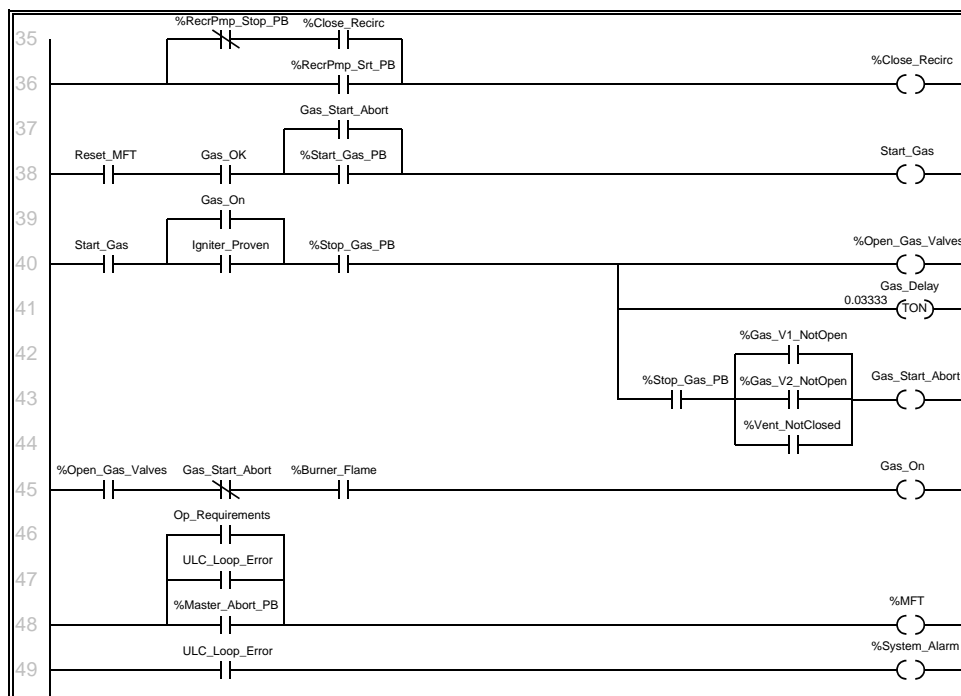 %RecrPmp_Stop_PB %Close_Recirc
35
%RecrPmp_Srt_PB %Close_Recirc
36
Gas_Start_Abort
37
Reset_MFT Gas_OK %Start_Gas_PB Start_Gas
38
Gas_On
39
Start_Gas Igniter_Proven %Stop_Gas_PB %Open_Gas_Valves
40
Gas_Delay
41 0.03333 TON
%Gas_V1_NotOpen
42
%Stop_Gas_PB %Gas_V2_NotOpen Gas_Start_Abort
43
%Vent_NotClosed
44
%Open_Gas_Valves Gas_Start_Abort %Burner_Flame Gas_On
45
Op_Requirements
46
ULC_Loop_Error
47
%Master_Abort_PB %MFT
48
ULC_Loop_Error %System_Alarm
49